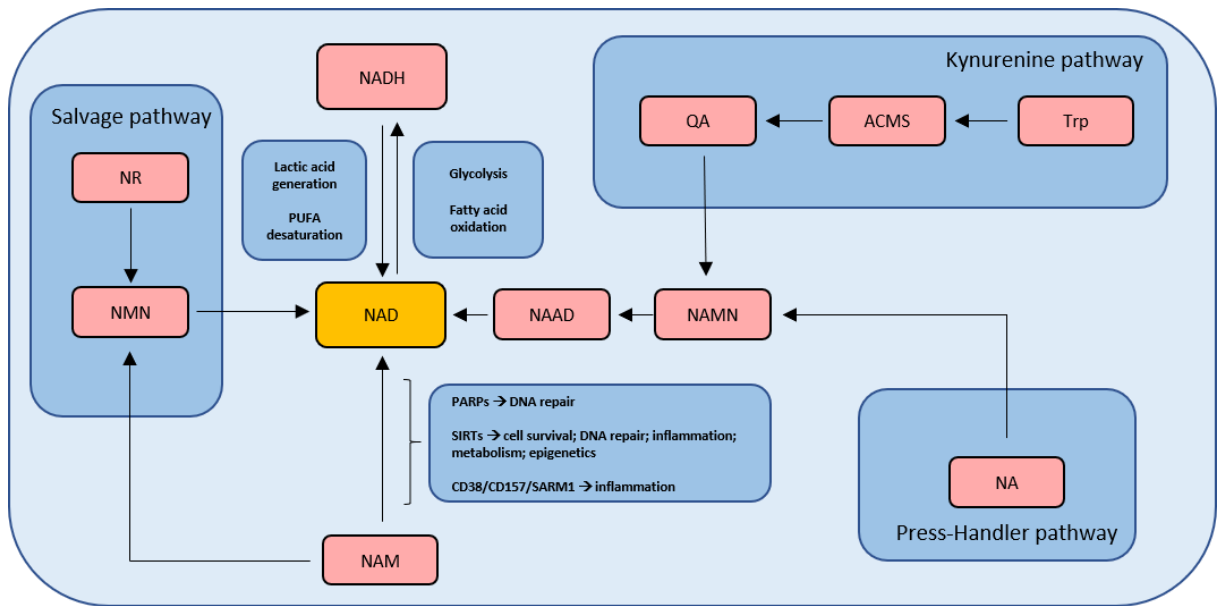 Salvage pathway
NR
NMN
NADH
Lactic acid
generation
PUFA
desaturation
Glycolysis
Fatty acid
oxidation
Kynurenine pathway
QA
ACMS
Trp
NAD
NAAD
NAMN
PARPs → DNA repair
SIRTs → cell survival; DNA repair; inflammation;
metabolism; epigenetics
CD38/CD157/SARM1 → inflammation
NAM
NA
Press-Handler pathway